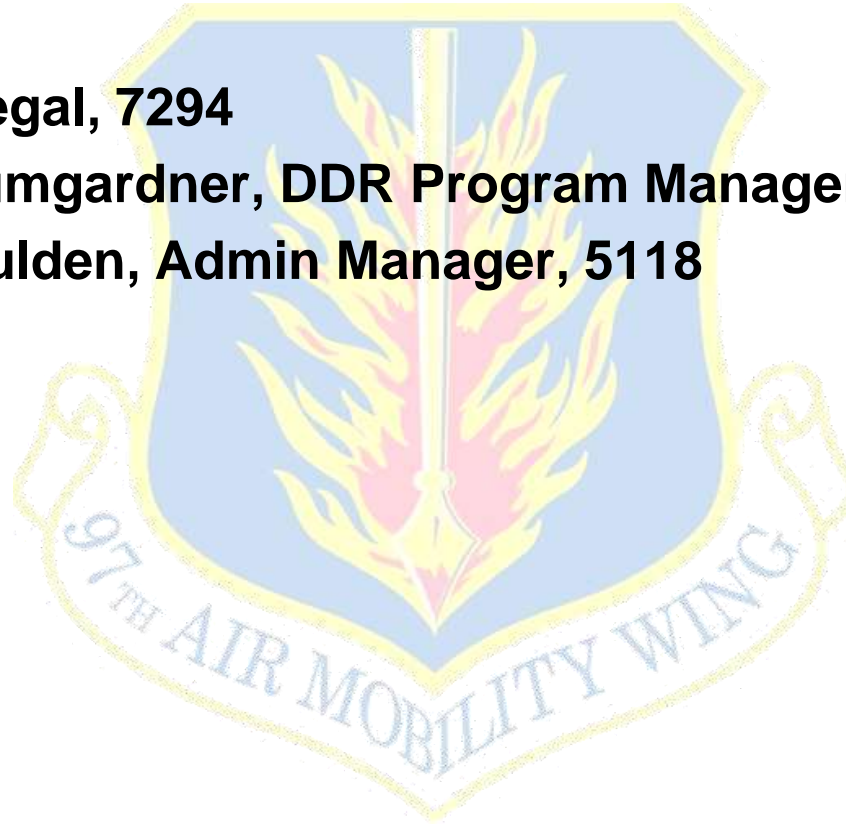 egal, 7294
umgardner, DDR Program Manager
ulden, Admin Manager, 5118
97TH AIR MOBILITY WING